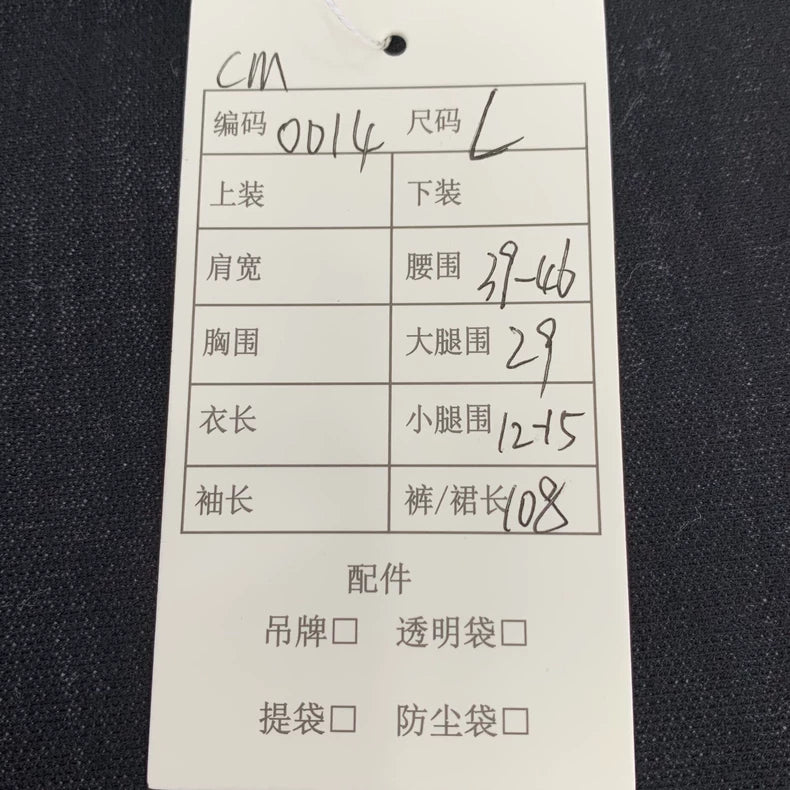 CM
编码 0014 尺码 L
上装 下装
肩宽 腰围 39-46
胸围 大腿围 29
衣长 小腿围 12-15
袖长 裤/裙长 108
配件
吊牌□ 透明袋□
提袋□ 防尘袋□